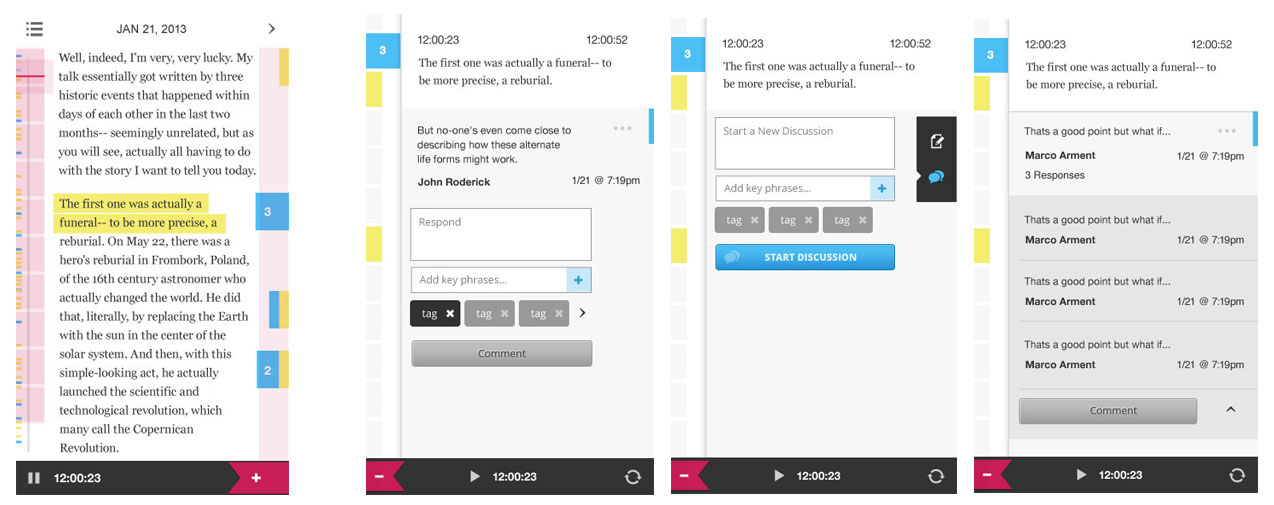 JAN 21, 2013
Well, indeed, I'm very, very lucky. My
talk essentially got written by three
historic events that happened within
days of each other in the last two
months-- seemingly unrelated, but as
you will see, actually all having to do
with the story I want to tell you today.
The first one was actually a
funeral-- to be more precise, a
reburial. On May 22, there was a
hero's reburial in Frombork, Poland,
of the 16th century astronomer who
actually changed the world. He did
that, literally, by replacing the Earth
with the sun in the center of the
solar system. And then, with this
simple-looking act, he actually
launched the scientific and
technological revolution, which
many call the Copernican
Revolution.
3
2
12:00:23
+
3
12:00:23 12:00:52
The first one was actually a funeral-- to
be more precise, a reburial.
But no-one's even come close to
describing how these alternate
life forms might work.
John Roderick 1/21 @ 7:19pm
Respond
Add key phrases... +
tag × tag × tag ×
Comment
12:00:23
3
12:00:23 12:00:52
The first one was actually a funeral-- to
be more precise, a reburial.
Start a New Discussion
Add key phrases... +
tag × tag × tag ×
START DISCUSSION
12:00:23
3
12:00:23 12:00:52
The first one was actually a funeral-- to
be more precise, a reburial.
Thats a good point but what if...
Marco Arment 1/21 @ 7:19pm
3 Responses
Thats a good point but what if...
Marco Arment 1/21 @ 7:19pm
Thats a good point but what if...
Marco Arment 1/21 @ 7:19pm
Thats a good point but what if...
Marco Arment 1/21 @ 7:19pm
Comment
12:00:23